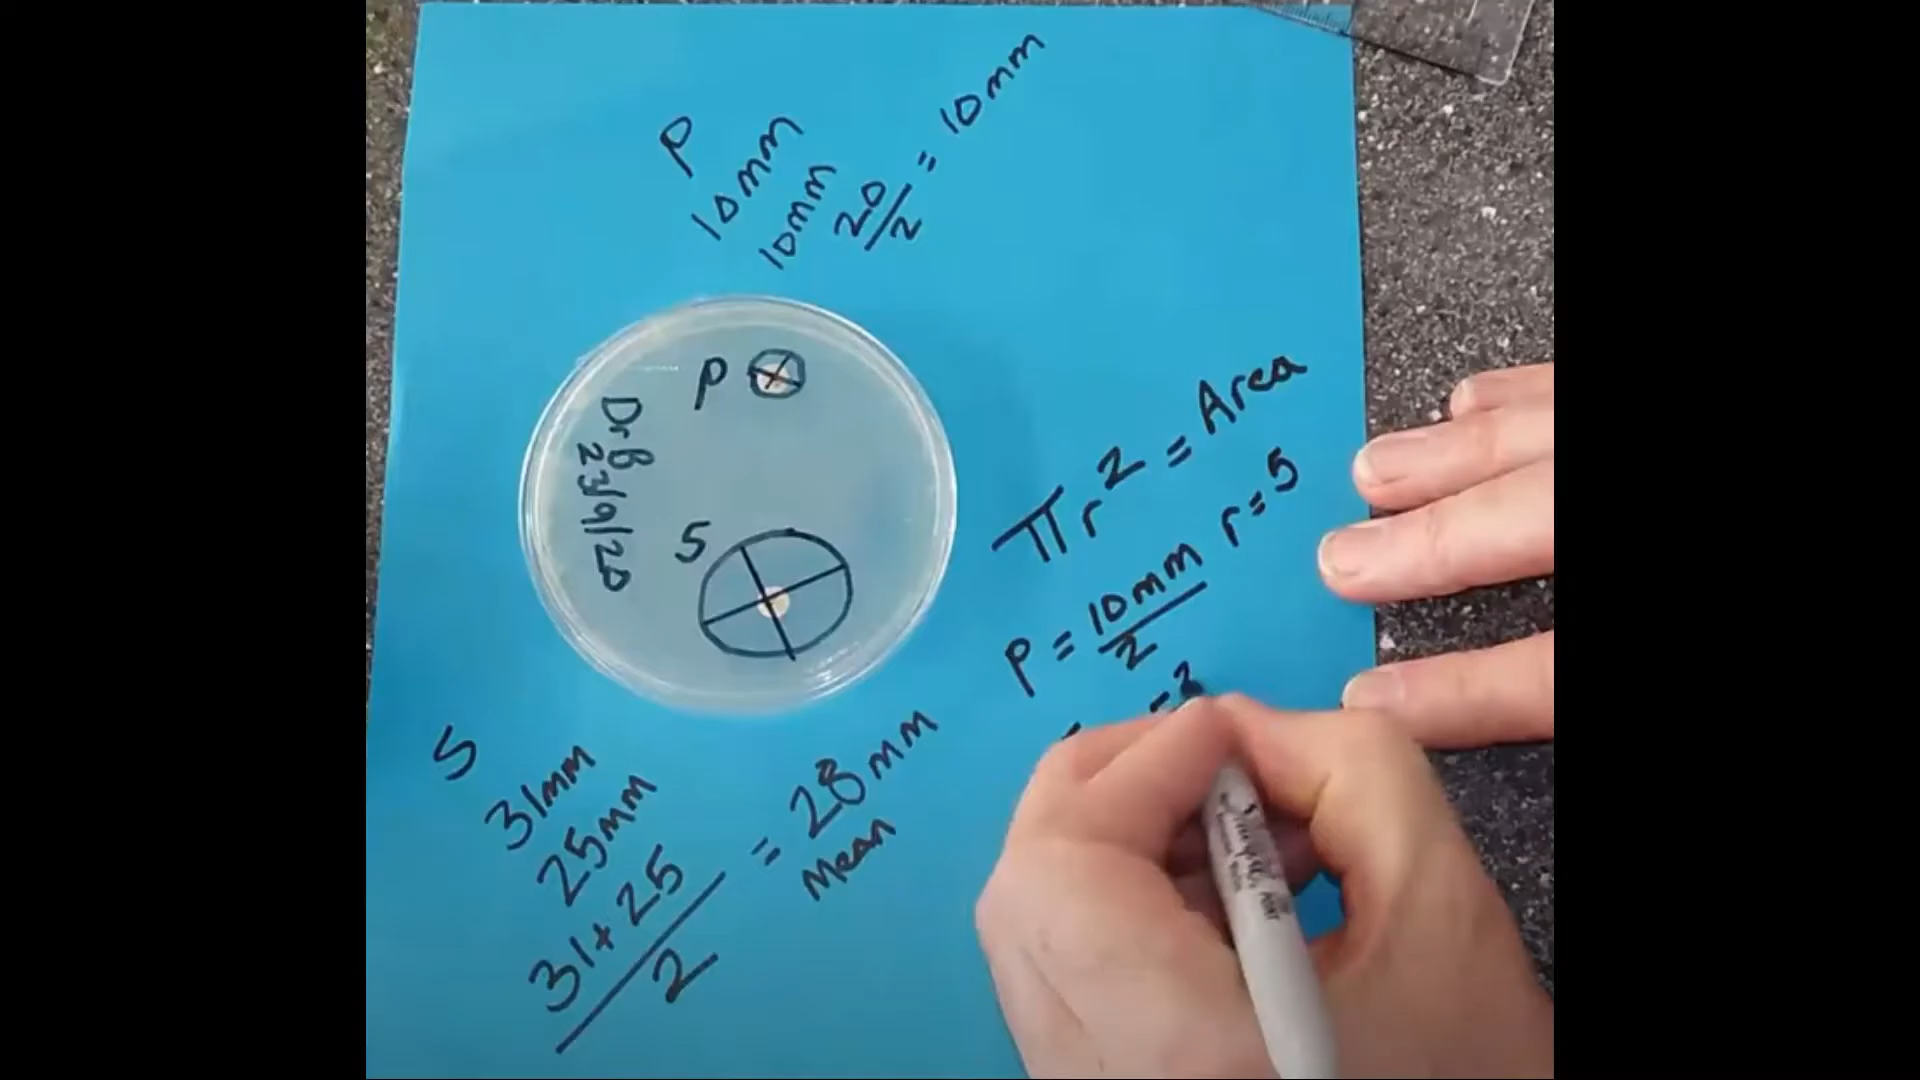 P
10mm
10mm
20/2 = 10mm
P
Dr B
23/9/20
S
πr² = Area
P = 10mm/2 r = 5
S
31mm
25mm
31+25/2 = 28mm
Mean